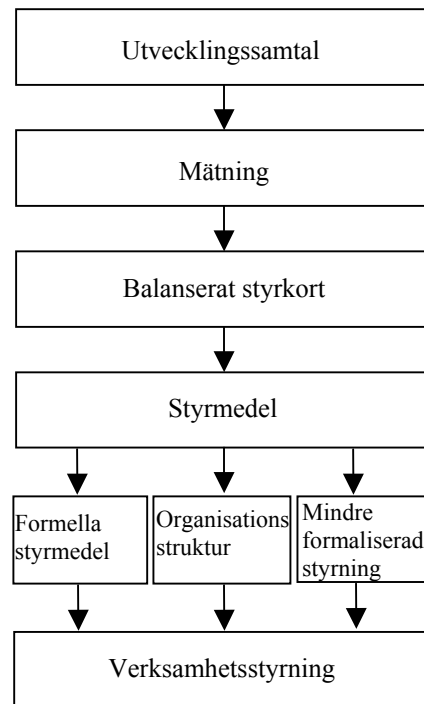 Utvecklingssamtal
Mätning
Balanserat styrkort
Styrmedel
Formella
styrmedel
Organisations
struktur
Mindre
formaliserad
styrning
Verksamhetsstyrning